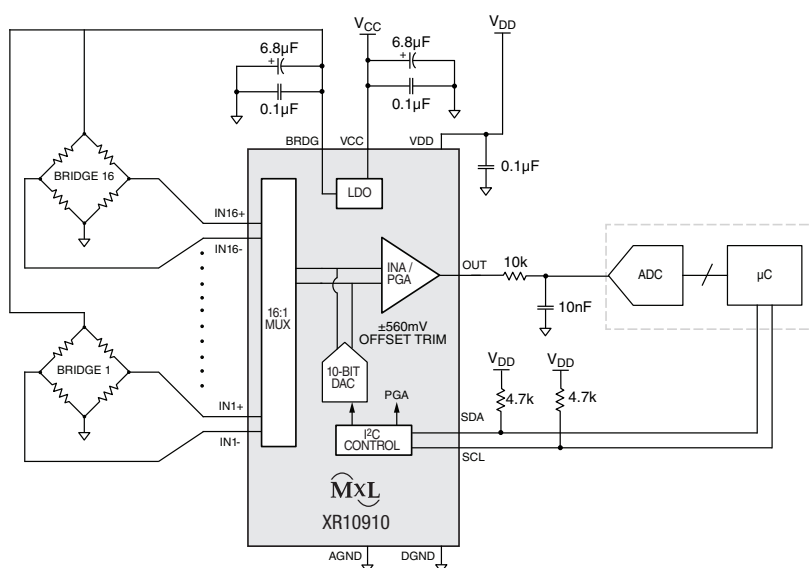 VCC
VDD
6.8µF
+
0.1µF
6.8µF
+
0.1µF
BRDG
VCC
VDD
0.1µF
LDO
BRIDGE 16
IN16+
IN16-
16:1
MUX
INA /
PGA
OUT
10k
10nF
ADC
µC
±560mV
OFFSET TRIM
10-BIT
DAC
PGA
VDD
VDD
4.7k
4.7k
BRIDGE 1
IN1+
IN1-
I²C
CONTROL
SDA
SCL
MXL
XR10910
AGND
DGND